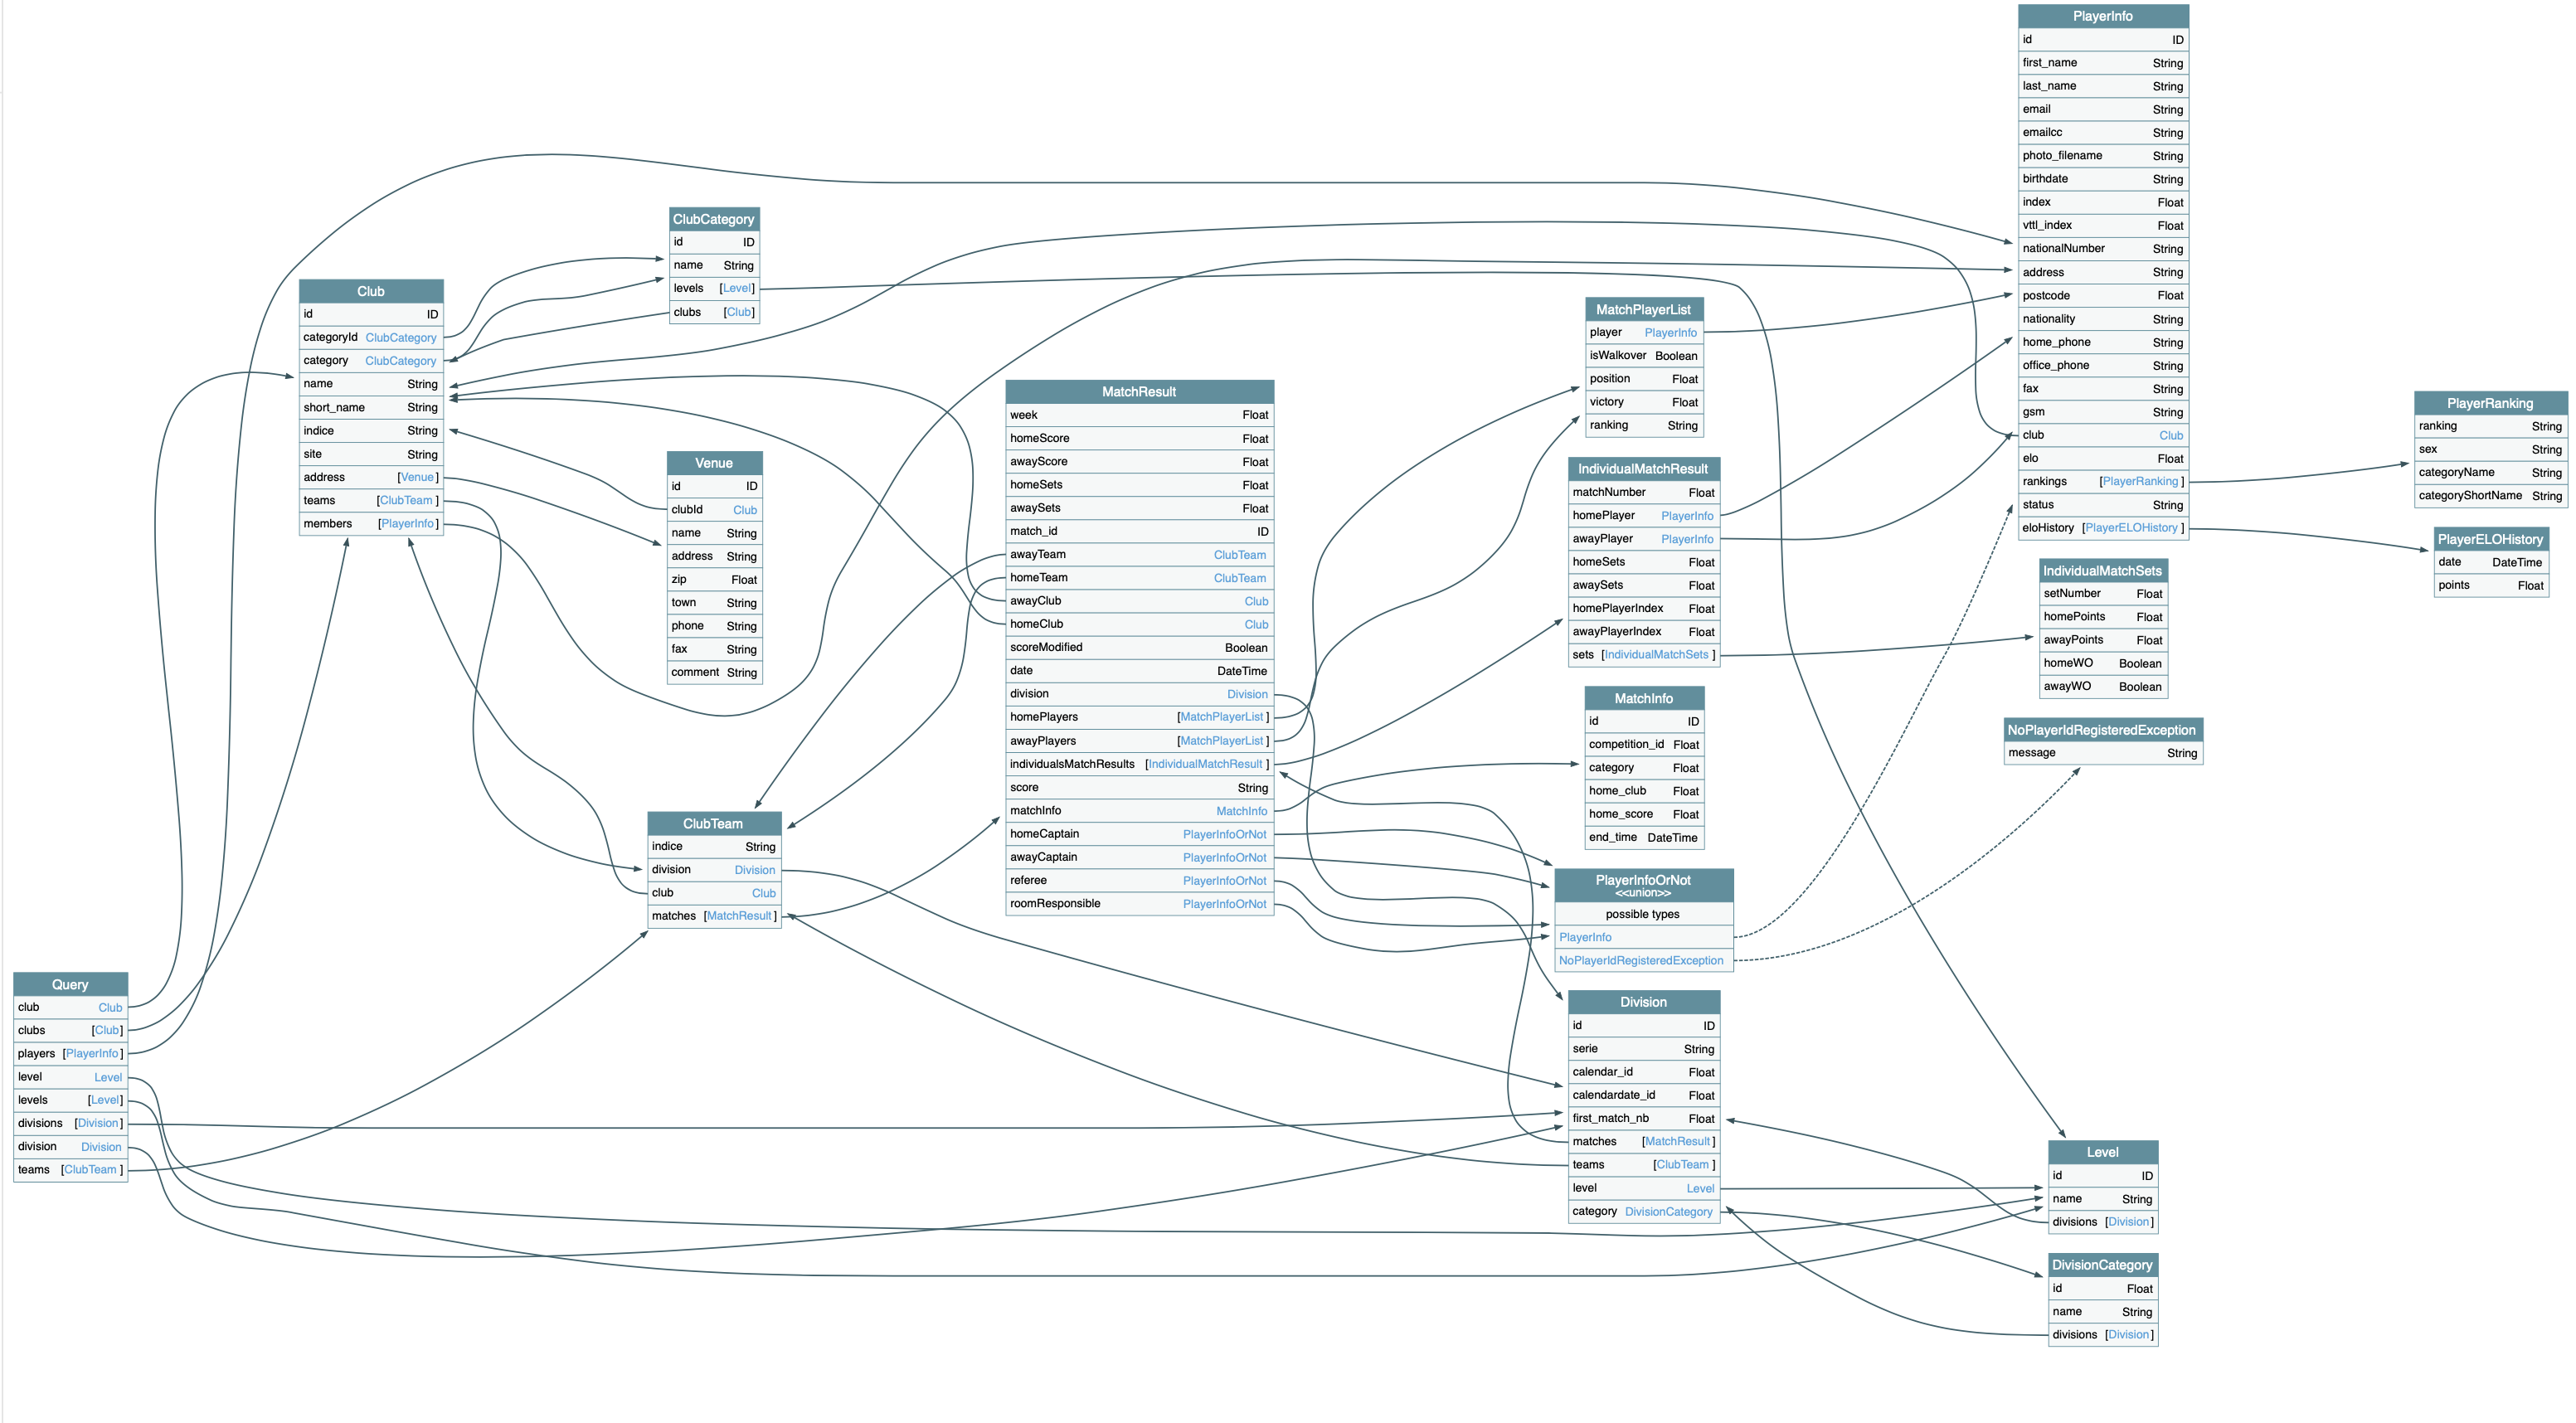 PlayerInfo
id ID
first_name String
last_name String
email String
emailcc String
photo_filename String
birthdate String
index Float
vttl_index Float
nationalNumber String
address String
postcode Float
nationality String
home_phone String
office_phone String
fax String
gsm String
club Club
elo Float
rankings [PlayerRanking]
status String
eloHistory [PlayerELOHistory]
ClubCategory
id ID
name String
levels [Level]
clubs [Club]
Club
id ID
categoryId ClubCategory
category ClubCategory
name String
short_name String
indice String
site String
address [Venue]
teams [ClubTeam]
members [PlayerInfo]
MatchPlayerList
player PlayerInfo
isWalkover Boolean
position Float
victory Float
ranking String
MatchResult
week Float
homeScore Float
awayScore Float
homeSets Float
awaySets Float
match_id ID
awayTeam ClubTeam
homeTeam ClubTeam
awayClub Club
homeClub Club
scoreModified Boolean
date DateTime
division Division
homePlayers [MatchPlayerList]
awayPlayers [MatchPlayerList]
individualsMatchResults [IndividualMatchResult]
score String
matchInfo MatchInfo
homeCaptain PlayerInfoOrNot
awayCaptain PlayerInfoOrNot
referee PlayerInfoOrNot
roomResponsible PlayerInfoOrNot
PlayerRanking
ranking String
sex String
categoryName String
categoryShortName String
Venue
id ID
clubId Club
name String
address String
zip Float
town String
phone String
fax String
comment String
IndividualMatchResult
matchNumber Float
homePlayer PlayerInfo
awayPlayer PlayerInfo
homeSets Float
awaySets Float
homePlayerIndex Float
awayPlayerIndex Float
sets [IndividualMatchSets]
PlayerELOHistory
date DateTime
points Float
IndividualMatchSets
setNumber Float
homePoints Float
awayPoints Float
homeWO Boolean
awayWO Boolean
MatchInfo
id ID
competition_id Float
category Float
home_club Float
home_score Float
end_time DateTime
NoPlayerIdRegisteredException
message String
ClubTeam
indice String
division Division
club Club
matches [MatchResult]
PlayerInfoOrNot
<<union>>
possible types
PlayerInfo
NoPlayerIdRegisteredException
Query
club Club
clubs [Club]
players [PlayerInfo]
level Level
levels [Level]
divisions [Division]
division Division
teams [ClubTeam]
Division
id ID
serie String
calendar_id Float
calendardate_id Float
first_match_nb Float
matches [MatchResult]
teams [ClubTeam]
level Level
category DivisionCategory
Level
id ID
name String
divisions [Division]
DivisionCategory
id Float
name String
divisions [Division]